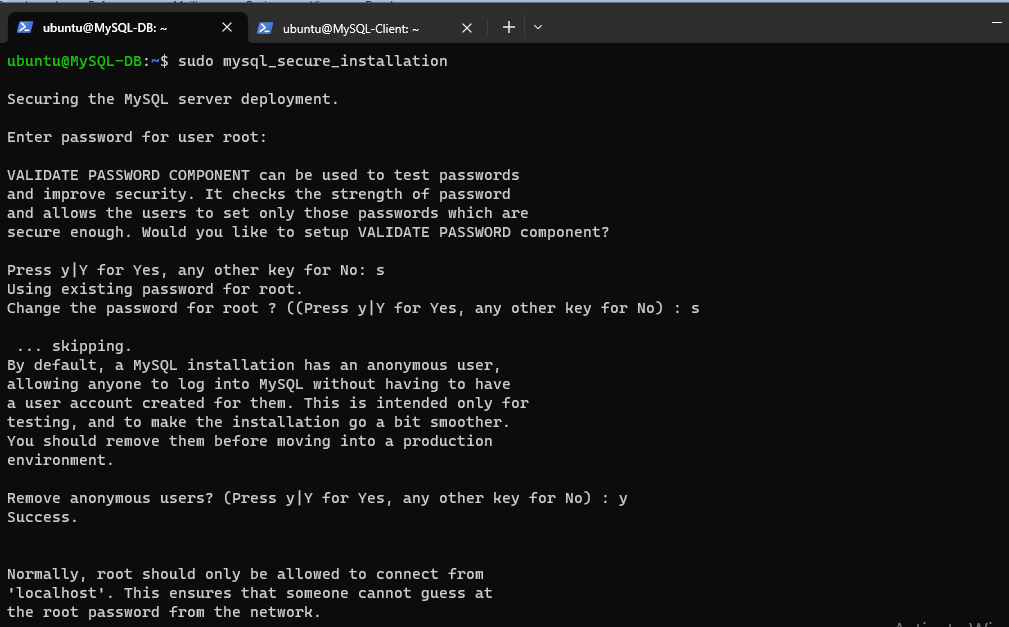 ubuntu@MySQL-DB: ~
ubuntu@MySQL-Client: ~
ubuntu@MySQL-DB:~$ sudo mysql_secure_installation
Securing the MySQL server deployment.
Enter password for user root:
VALIDATE PASSWORD COMPONENT can be used to test passwords
and improve security. It checks the strength of password
and allows the users to set only those passwords which are
secure enough. Would you like to setup VALIDATE PASSWORD component?
Press y|Y for Yes, any other key for No: s
Using existing password for root.
Change the password for root ? ((Press y|Y for Yes, any other key for No) : s
... skipping.
By default, a MySQL installation has an anonymous user,
allowing anyone to log into MySQL without having to have
a user account created for them. This is intended only for
testing, and to make the installation go a bit smoother.
You should remove them before moving into a production
environment.
Remove anonymous users? (Press y|Y for Yes, any other key for No) : y
Success.
Normally, root should only be allowed to connect from
'localhost'. This ensures that someone cannot guess at
the root password from the network.